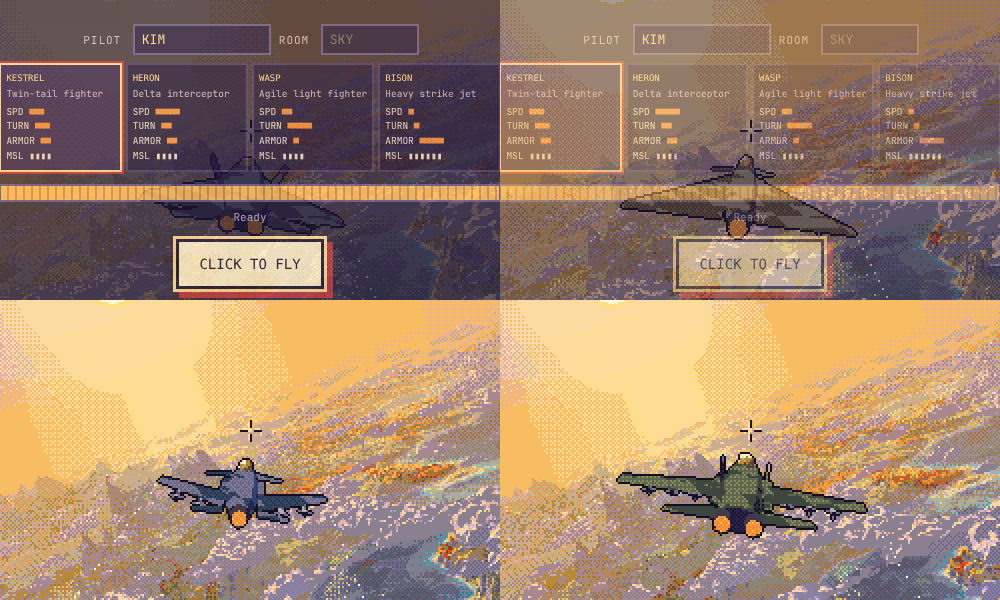 PILOT KIM ROOM SKY
KESTREL
Twin-tail fighter
SPD
TURN
ARMOR
MSL
HERON
Delta interceptor
SPD
TURN
ARMOR
MSL
WASP
Agile light fighter
SPD
TURN
ARMOR
MSL
BISON
Heavy strike jet
SPD
TURN
ARMOR
MSL
Ready
CLICK TO FLY
PILOT KIM ROOM SKY
KESTREL
Twin-tail fighter
SPD
TURN
ARMOR
MSL
HERON
Delta interceptor
SPD
TURN
ARMOR
MSL
WASP
Agile light fighter
SPD
TURN
ARMOR
MSL
BISON
Heavy strike jet
SPD
TURN
ARMOR
MSL
Ready
CLICK TO FLY